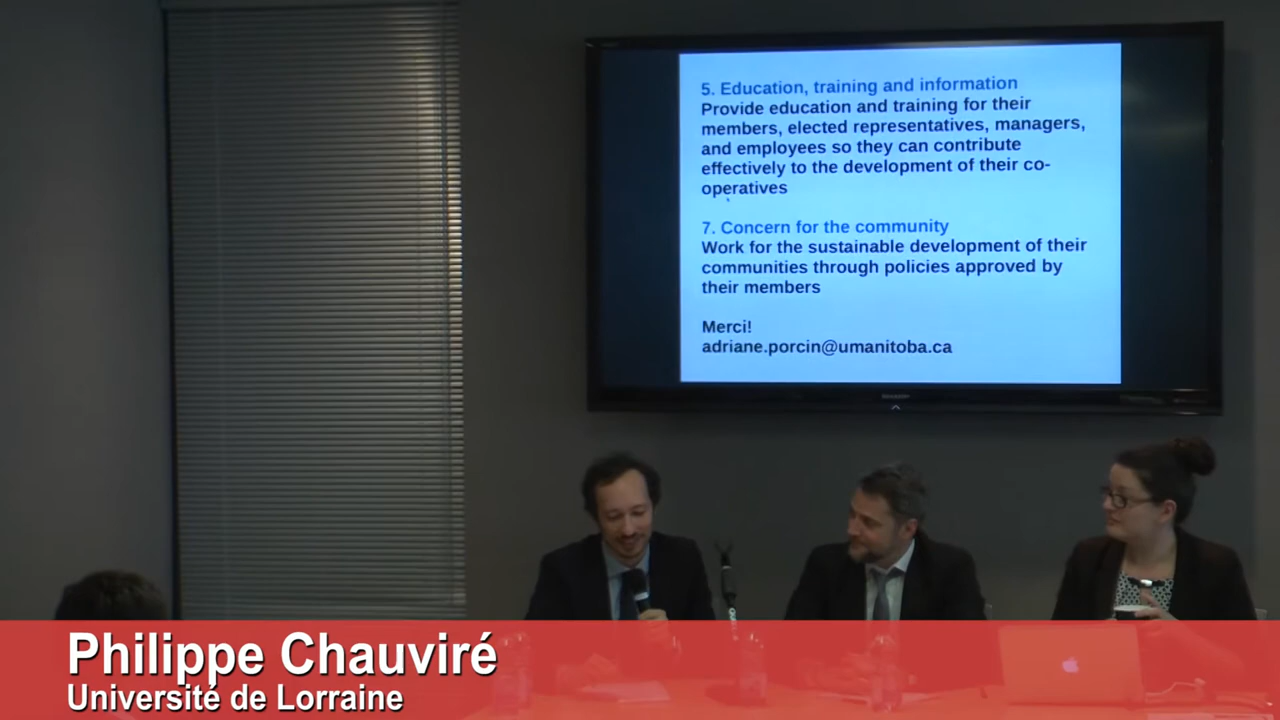 5. Education, training and information
Provide education and training for their
members, elected representatives, managers,
and employees so they can contribute
effectively to the development of their co-
operatives
7. Concern for the community
Work for the sustainable development of their
communities through policies approved by
their members
Merci!
adriane.porcin@umanitoba.ca
Philippe Chauviré
Université de Lorraine